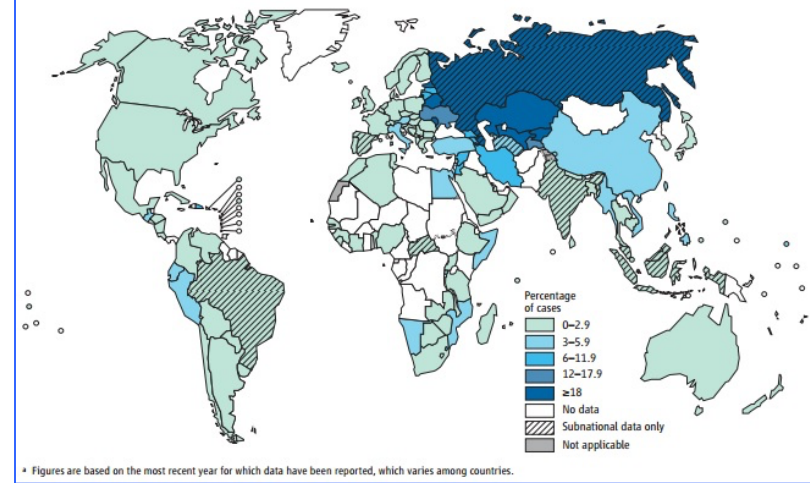 Percentage
of cases
0–2.9
3–5.9
6–11.9
12–17.9
≥18
No data
Subnational data only
Not applicable
a Figures are based on the most recent year for which data have been reported, which varies among countries.